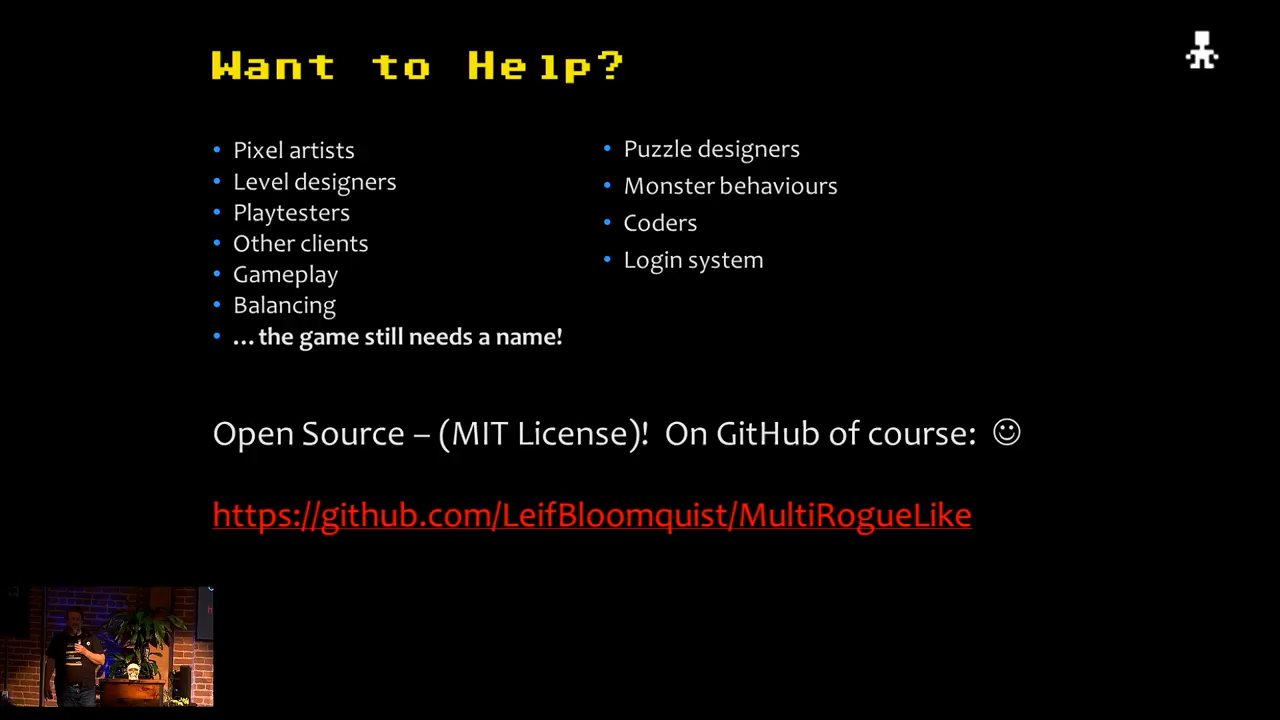 Want to Help?
Pixel artists
Level designers
Playtesters
Other clients
Gameplay
Balancing
…the game still needs a name!
Puzzle designers
Monster behaviours
Coders
Login system
Open Source – (MIT License)! On GitHub of course: ☺
https://github.com/LeifBloomquist/MultiRogueLike